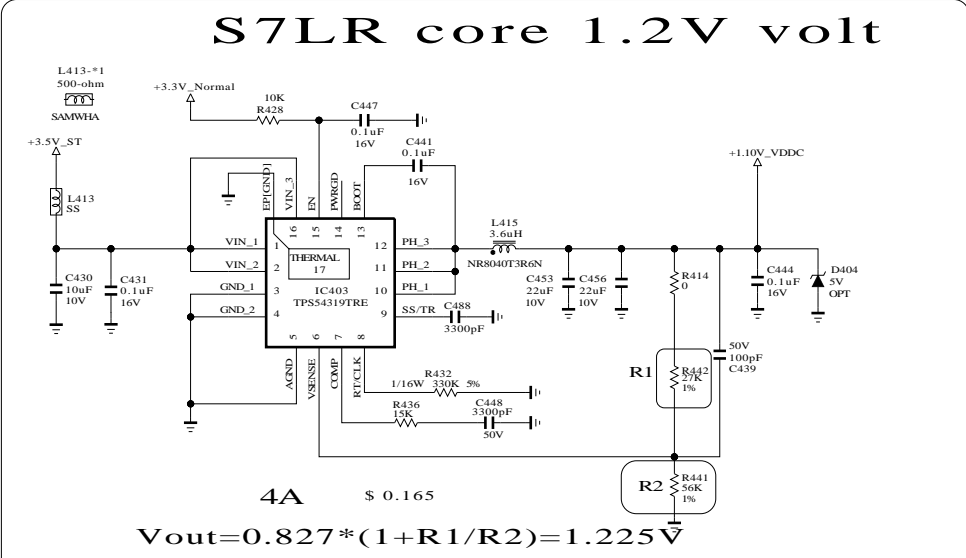 S7LR core 1.2V volt
L413-*1
500-ohm
SAMWHA
+3.5V_ST
L413
SS
+3.3V_Normal
10K
R428
C447
0.1uF
16V
C441
0.1uF
16V
EP[GND]
VIN_3
EN
PWRGD
BOOT
16
15
14
13
VIN_1
1
VIN_2
2
GND_1
3
GND_2
4
THERMAL
17
IC403
TPS54319TRE
12
PH_3
11
PH_2
10
PH_1
9
SS/TR
5
6
7
8
AGND
VSENSE
COMP
RT/CLK
C430
10uF
10V
C431
0.1uF
16V
C488
3300pF
L415
3.6uH
NR8040T3R6N
C453
22uF
10V
C456
22uF
10V
R414
0
+1.10V_VDDC
C444
0.1uF
16V
D404
5V
OPT
50V
100pF
C439
R1
R442
27K
1%
R432
1/16W 330K 5%
R436
15K
C448
3300pF
50V
R2
R441
56K
1%
4A
$ 0.165
Vout=0.827*(1+R1/R2)=1.225V